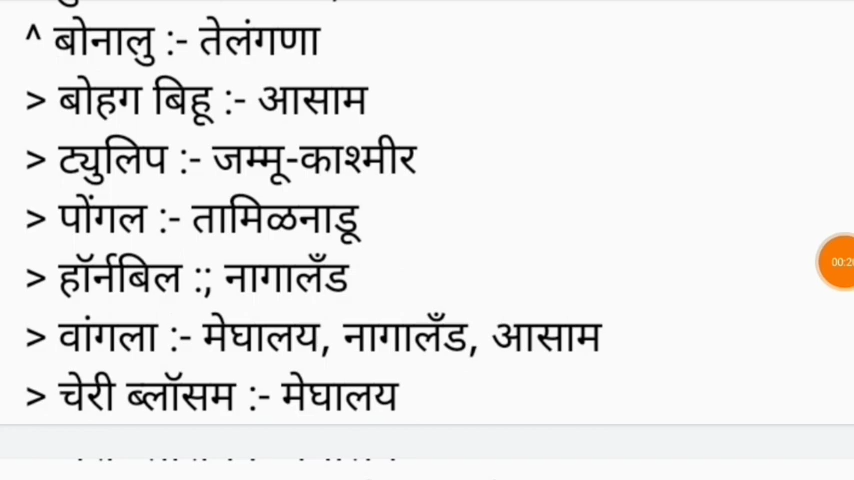 ^ बोनालु :- तेलंगणा
> बोहग बिहू :- आसाम
> ट्युलिप :- जम्मू-काश्मीर
> पोंगल :- तामिळनाडू
> हॉर्नबिल :; नागालँड
> वांगला :- मेघालय, नागालँड, आसाम
> चेरी ब्लॉसम :- मेघालय